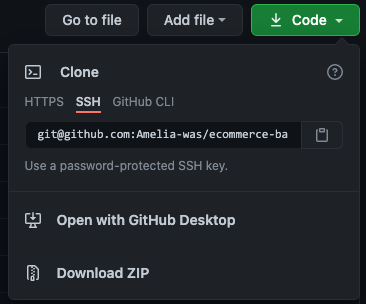 Go to file Add file Code
Clone
HTTPS SSH GitHub CLI
git@github.com:Amelia-was/ecommerce-ba
Use a password-protected SSH key.
Open with GitHub Desktop
Download ZIP